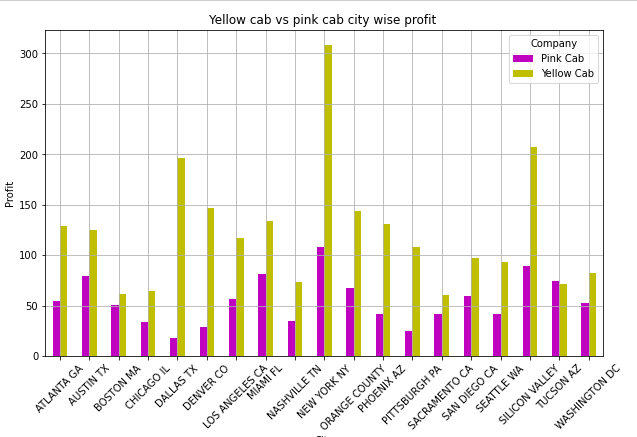 Yellow cab vs pink cab city wise profit
Company
Pink Cab
Yellow Cab
Profit
300
250
200
150
100
50
0
ATLANTA GA
AUSTIN TX
BOSTON MA
CHICAGO IL
DALLAS TX
DENVER CO
LOS ANGELES CA
MIAMI FL
NASHVILLE TN
NEW YORK NY
ORANGE COUNTY
PHOENIX AZ
PITTSBURGH PA
SACRAMENTO CA
SAN DIEGO CA
SEATTLE WA
SILICON VALLEY
TUCSON AZ
WASHINGTON DC